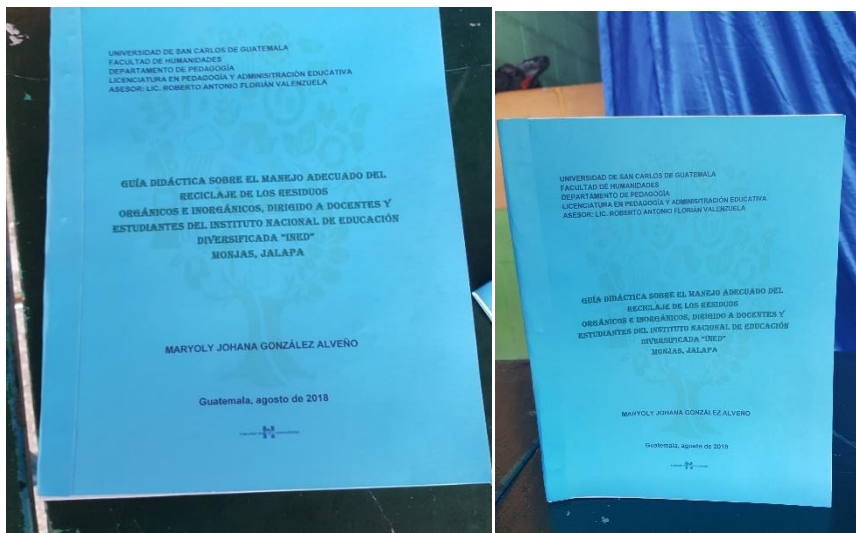 UNIVERSIDAD DE SAN CARLOS DE GUATEMALA
FACULTAD DE HUMANIDADES
DEPARTAMENTO DE PEDAGOGÍA
LICENCIATURA EN PEDAGOGÍA Y ADMINISITRACIÓN EDUCATIVA
ASESOR: LIC. ROBERTO ANTONIO FLORIÁN VALENZUELA
GUÍA DIDÁCTICA SOBRE EL MANEJO ADECUADO DEL
RECICLAJE DE LOS RESIDUOS
ORGÁNICOS E INORGÁNICOS, DIRIGIDO A DOCENTES Y
ESTUDIANTES DEL INSTITUTO NACIONAL DE EDUCACIÓN
DIVERSIFICADA "INED"
MONJAS, JALAPA
MARYOLY JOHANA GONZÁLEZ ALVEÑO
Guatemala, agosto de 2018
UNIVERSIDAD DE SAN CARLOS DE GUATEMALA
FACULTAD DE HUMANIDADES
DEPARTAMENTO DE PEDAGOGÍA
LICENCIATURA EN PEDAGOGÍA Y ADMINISITRACIÓN EDUCATIVA
ASESOR: LIC. ROBERTO ANTONIO FLORIÁN VALENZUELA
GUÍA DIDÁCTICA SOBRE EL MANEJO ADECUADO DEL
RECICLAJE DE LOS RESIDUOS
ORGÁNICOS E INORGÁNICOS, DIRIGIDO A DOCENTES Y
ESTUDIANTES DEL INSTITUTO NACIONAL DE EDUCACIÓN
DIVERSIFICADA "INED"
MONJAS, JALAPA
MARYOLY JOHANA GONZÁLEZ ALVEÑO
Guatemala, agosto de 2018